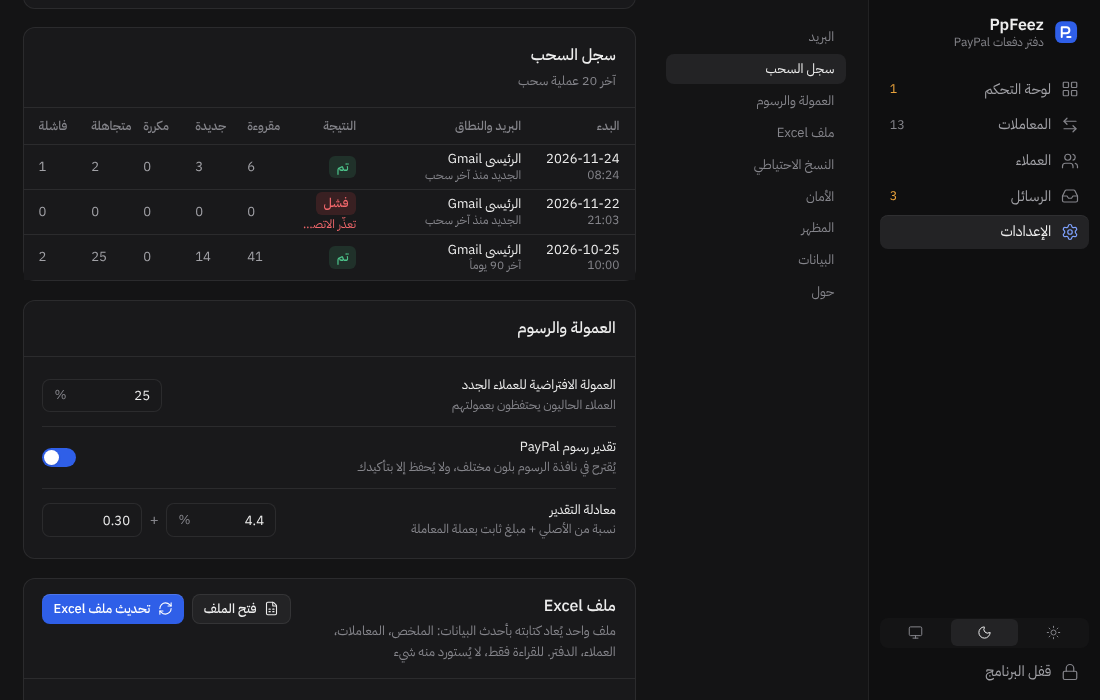 PpFeez
دفتر دفعات PayPal
لوحة التحكم 1
المعاملات 13
العملاء
الرسائل 3
الإعدادات
قفل البرنامج
البريد
سجل السحب
العمولة والرسوم
ملف Excel
النسخ الاحتياطي
الأمان
المظهر
البيانات
حول
سجل السحب
آخر 20 عملية سحب
البدء البريد والنطاق النتيجة مقروءة جديدة مكررة متجاهلة فاشلة
2026-11-24 الرئيسي Gmail تم 6 3 0 2 1
08:24 الجديد منذ آخر سحب
2026-11-22 الرئيسي Gmail فشل 0 0 0 0 0
21:03 الجديد منذ آخر سحب تعذّر الاتصـ...
2026-10-25 الرئيسي Gmail تم 41 14 0 25 2
10:00 آخر 90 يوماً
العمولة والرسوم
العمولة الافتراضية للعملاء الجدد
العملاء الحاليون يحتفظون بعمولتهم
25 %
تقدير رسوم PayPal
يُقترح في نافذة الرسوم بلون مختلف، ولا يُحفظ إلا بتأكيدك
معادلة التقدير
نسبة من الأصلي + مبلغ ثابت بعملة المعاملة
4.4 % + 0.30
ملف Excel
ملف واحد يُعاد كتابته بأحدث البيانات: الملخص، المعاملات،
العملاء، الدفتر. للقراءة فقط، لا يُستورد منه شيء
فتح الملف
تحديث ملف Excel